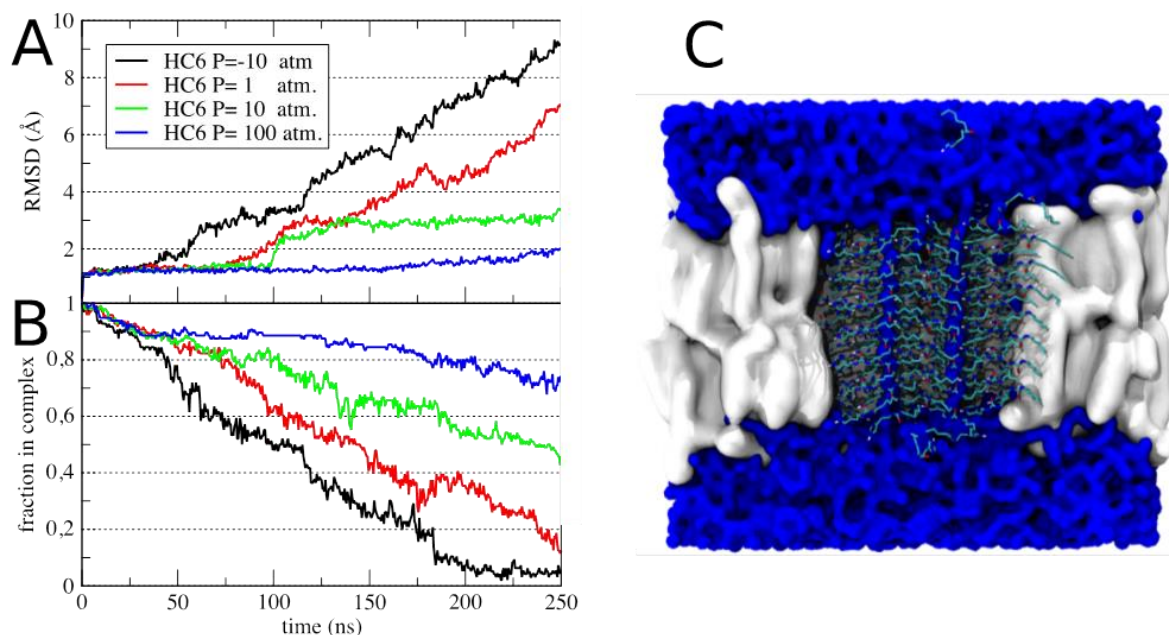 A
10
8
6
4
2
RMSD (Å)
HC6 P=-10 atm
HC6 P= 1 atm.
HC6 P= 10 atm.
HC6 P= 100 atm.
B
1
0,8
0,6
0,4
0,2
0
fraction in complex
0 50 100 150 200 250
time (ns)
C